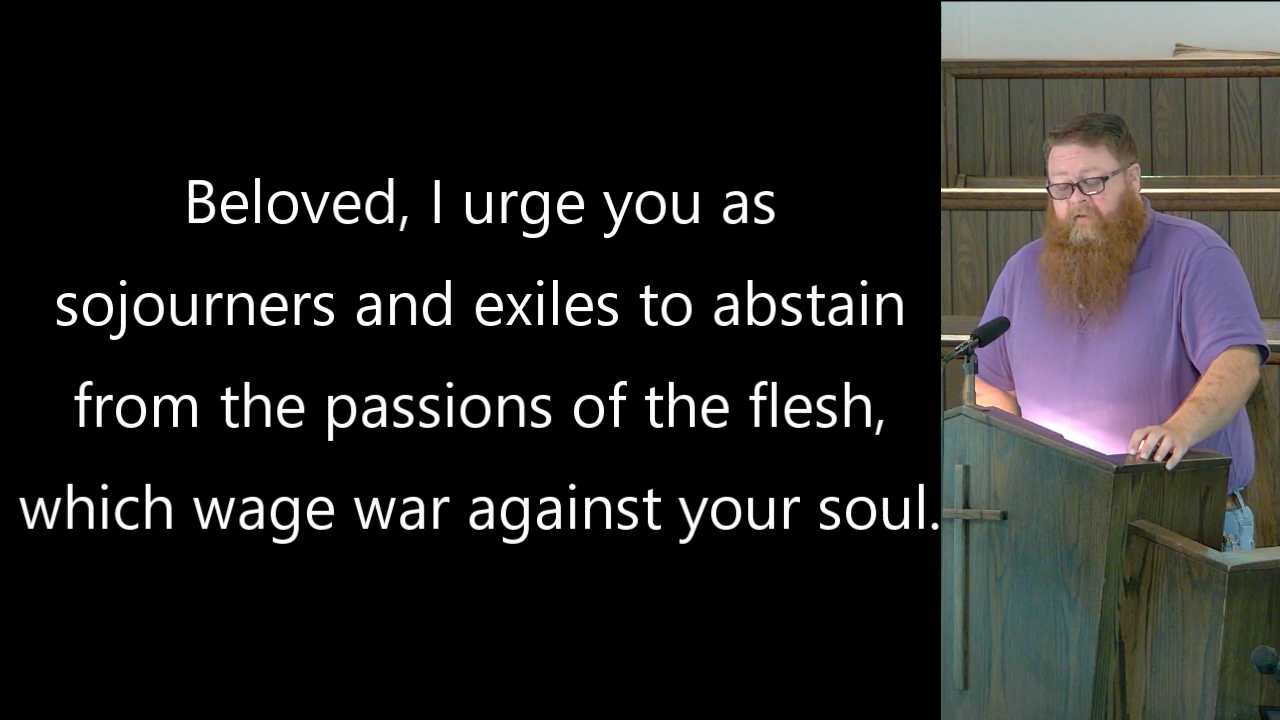 Beloved, I urge you as
sojourners and exiles to abstain
from the passions of the flesh,
which wage war against your soul.